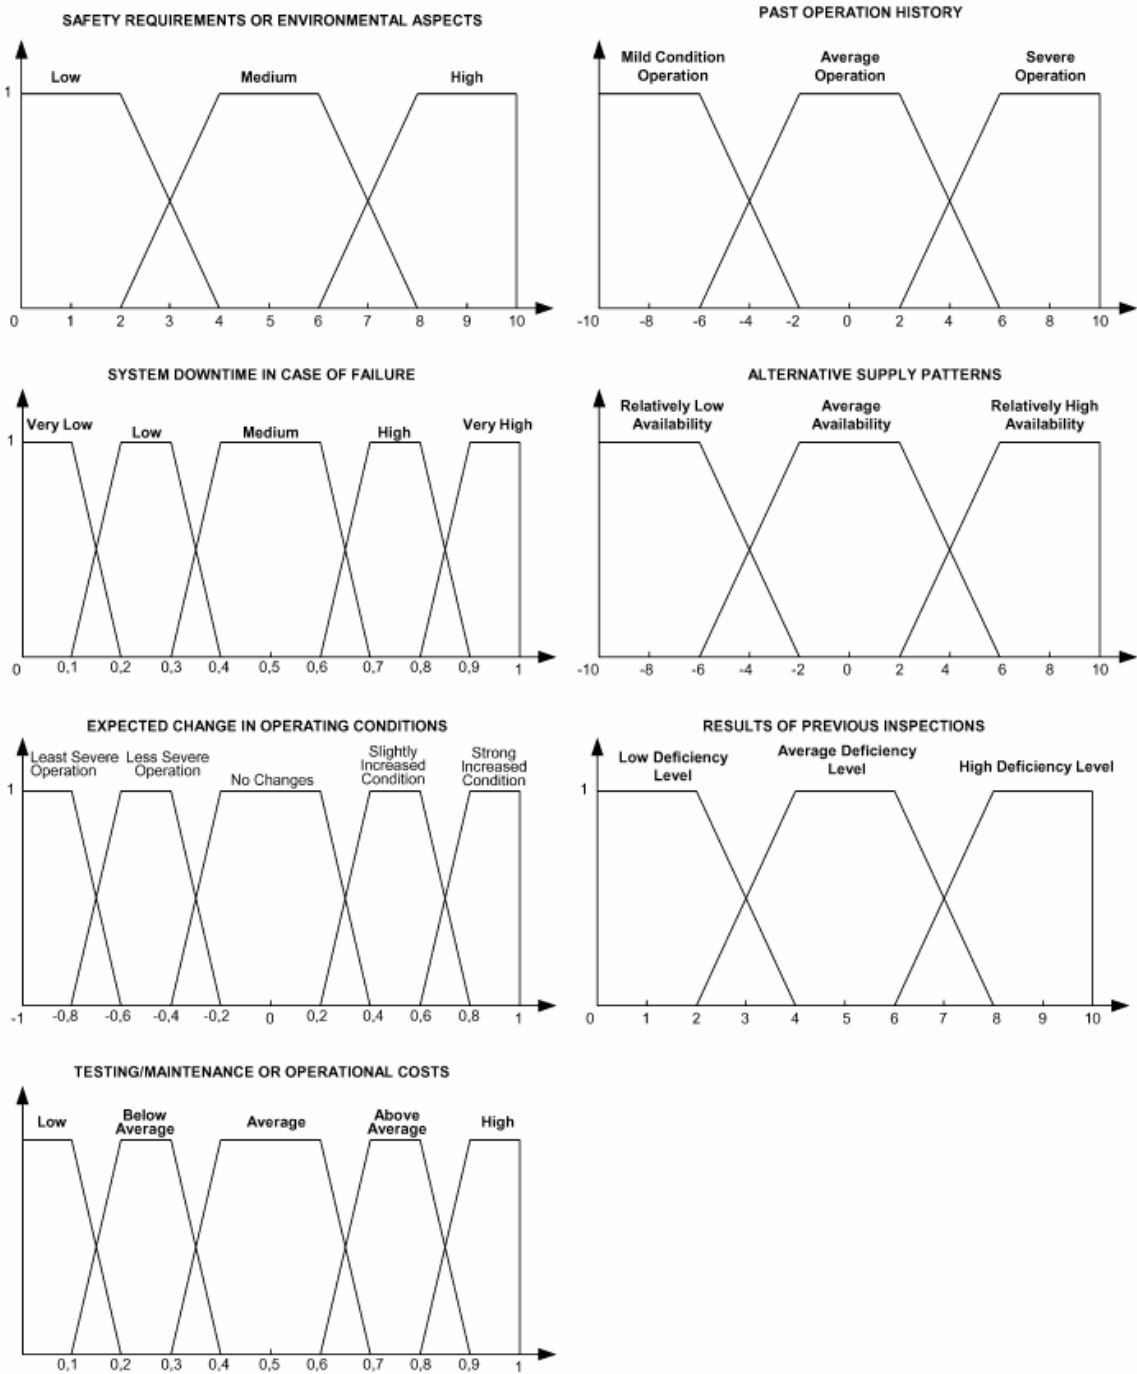 SAFETY REQUIREMENTS OR ENVIRONMENTAL ASPECTS
Low
Medium
High
1
0 1 2 3 4 5 6 7 8 9 10
PAST OPERATION HISTORY
Mild Condition
Operation
Average
Operation
Severe
Operation
-10 -8 -6 -4 -2 0 2 4 6 8 10
SYSTEM DOWNTIME IN CASE OF FAILURE
Very Low
Low
Medium
High
Very High
1
0 0,1 0,2 0,3 0,4 0,5 0,6 0,7 0,8 0,9 1
ALTERNATIVE SUPPLY PATTERNS
Relatively Low
Availability
Average
Availability
Relatively High
Availability
-10 -8 -6 -4 -2 0 2 4 6 8 10
EXPECTED CHANGE IN OPERATING CONDITIONS
Least Severe
Operation
Less Severe
Operation
No Changes
Slightly
Increased
Condition
Strong
Increased
Condition
1
-1 -0,8 -0,6 -0,4 -0,2 0 0,2 0,4 0,6 0,8 1
RESULTS OF PREVIOUS INSPECTIONS
Low Deficiency
Level
Average Deficiency
Level
High Deficiency Level
1
0 1 2 3 4 5 6 7 8 9 10
TESTING/MAINTENANCE OR OPERATIONAL COSTS
Low
Below
Average
Average
Above
Average
High
0,1 0,2 0,3 0,4 0,5 0,6 0,7 0,8 0,9 1